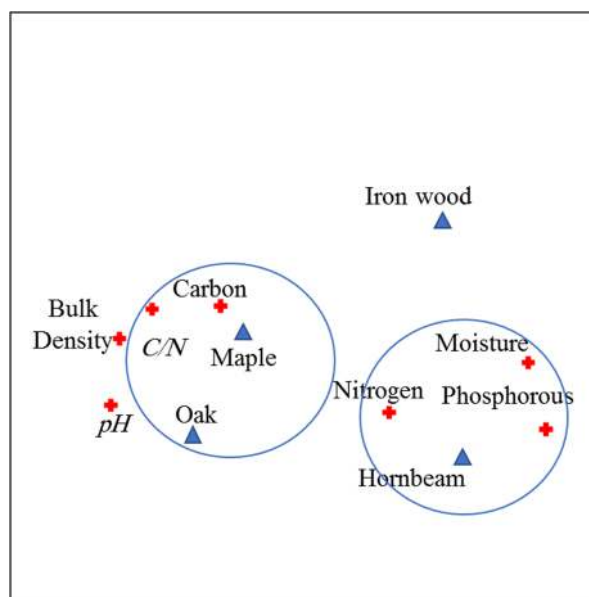 Iron wood
Carbon
Bulk
Density
C/N
Maple
Moisture
Nitrogen
Phosphorous
pH
Oak
Hornbeam